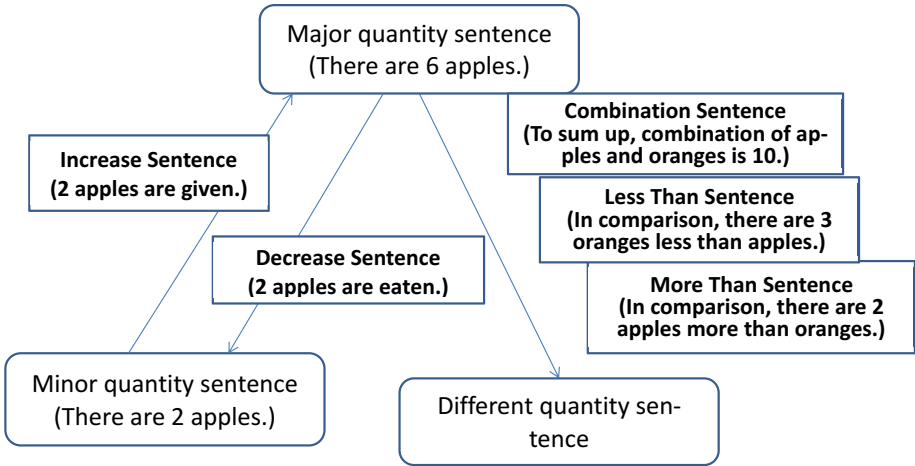 Major quantity sentence
(There are 6 apples.)
Combination Sentence
(To sum up, combination of ap-
ples and oranges is 10.)
Increase Sentence
(2 apples are given.)
Less Than Sentence
(In comparison, there are 3
oranges less than apples.)
Decrease Sentence
(2 apples are eaten.)
More Than Sentence
(In comparison, there are 2
apples more than oranges.)
Minor quantity sentence
(There are 2 apples.)
Different quantity sen-
tence